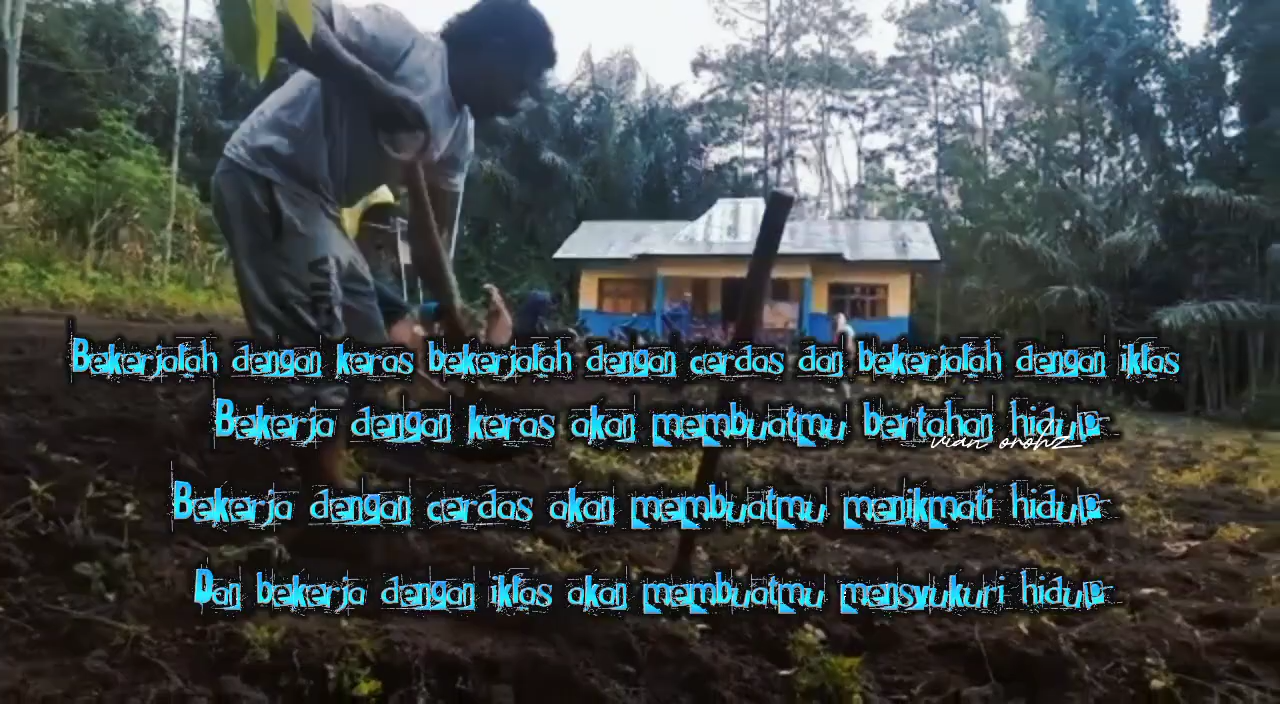 Bekerjalah dengan keras bekerjalah dengan cerdas dan bekerjalah dengan iklas
Bekerja dengan keras akan membuatmu bertahan hidup
vian orohz
Bekerja dengan cerdas akan membuatmu menikmati hidup
Dan bekerja dengan iklas akan membuatmu mensyukuri hidup